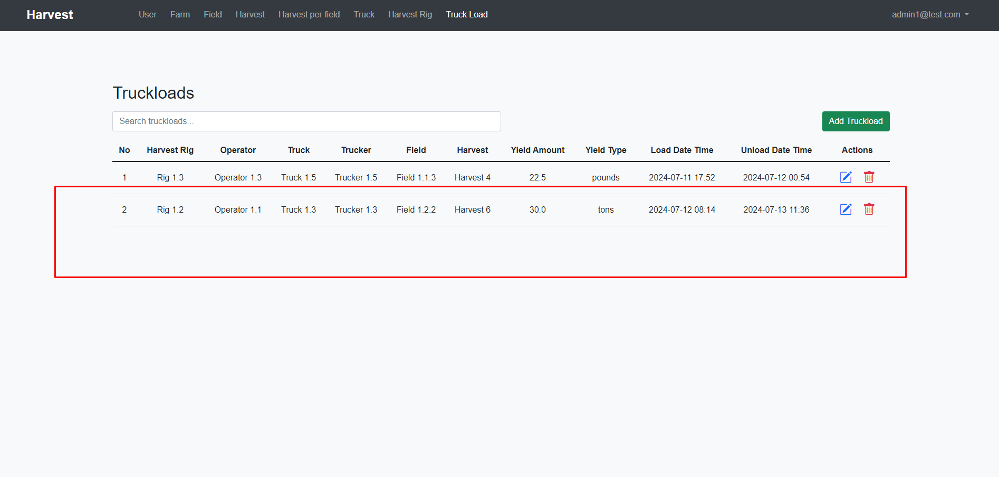 Harvest User Farm Field Harvest Harvest per field Truck Harvest Rig Truck Load admin1@test.com
Truckloads
Search truckloads... Add Truckload
No Harvest Rig Operator Truck Trucker Field Harvest Yield Amount Yield Type Load Date Time Unload Date Time Actions
1 Rig 1.3 Operator 1.3 Truck 1.5 Trucker 1.5 Field 1.1.3 Harvest 4 22.5 pounds 2024-07-11 17:52 2024-07-12 00:54
2 Rig 1.2 Operator 1.1 Truck 1.3 Trucker 1.3 Field 1.2.2 Harvest 6 30.0 tons 2024-07-12 08:14 2024-07-13 11:36